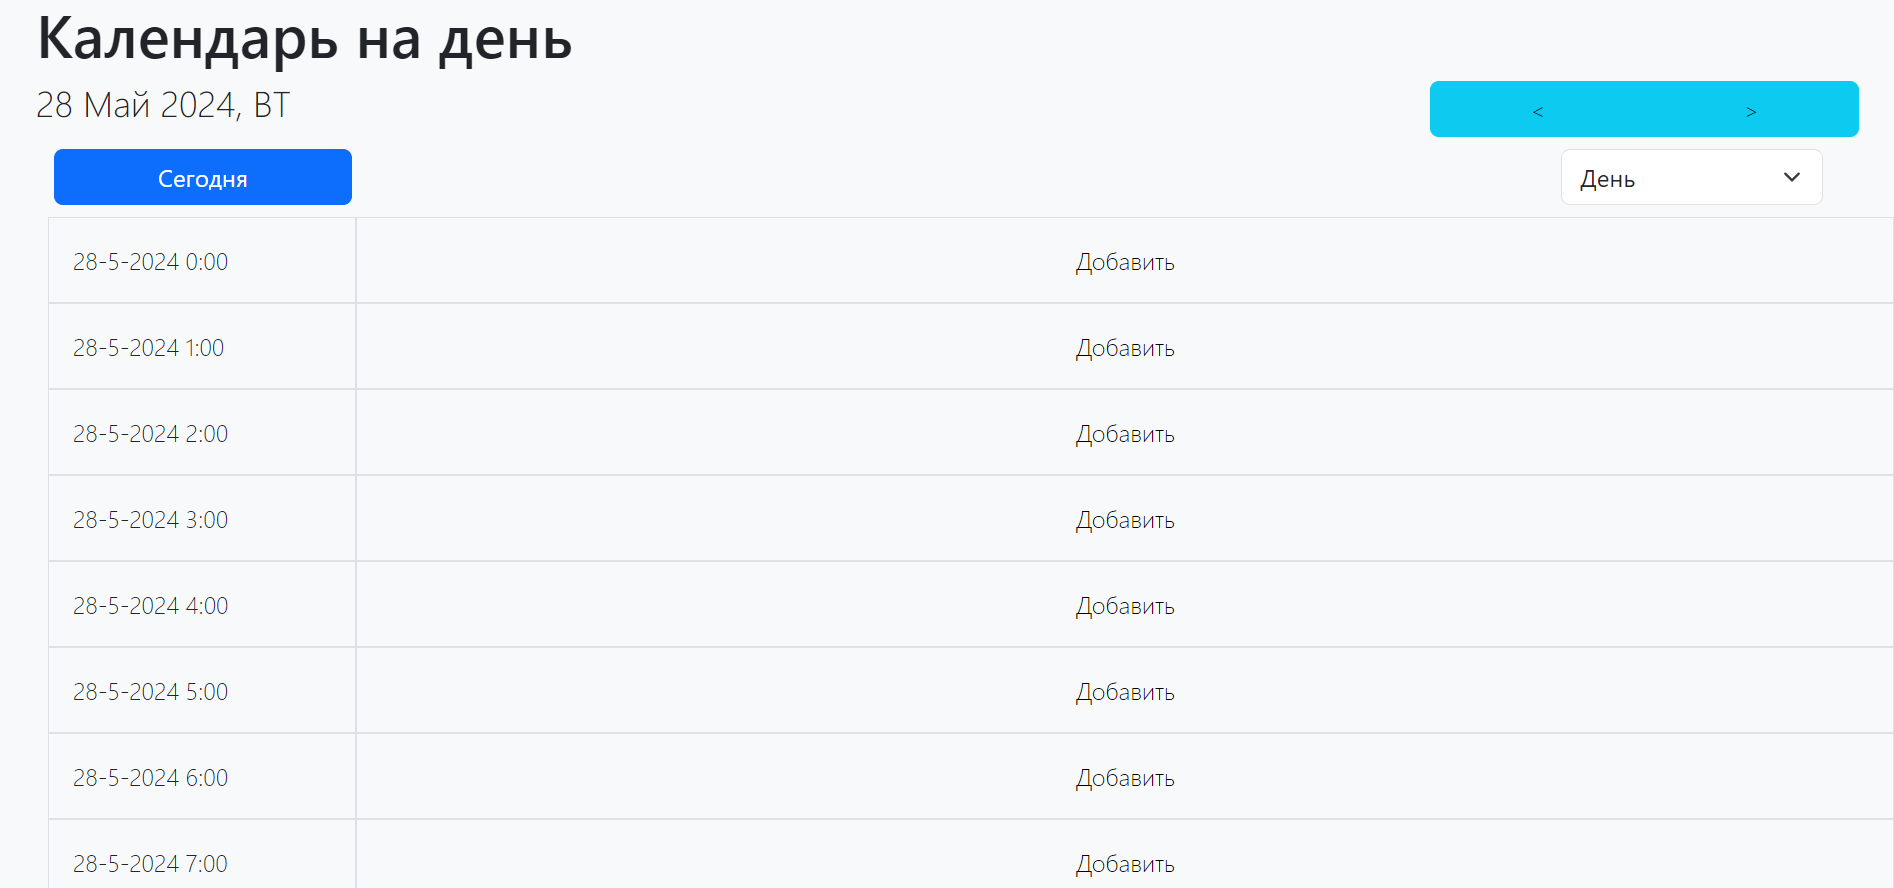 Календарь на день
28 Май 2024, ВТ
< >
Сегодня
День
28-5-2024 0:00 Добавить
28-5-2024 1:00 Добавить
28-5-2024 2:00 Добавить
28-5-2024 3:00 Добавить
28-5-2024 4:00 Добавить
28-5-2024 5:00 Добавить
28-5-2024 6:00 Добавить
28-5-2024 7:00 Добавить